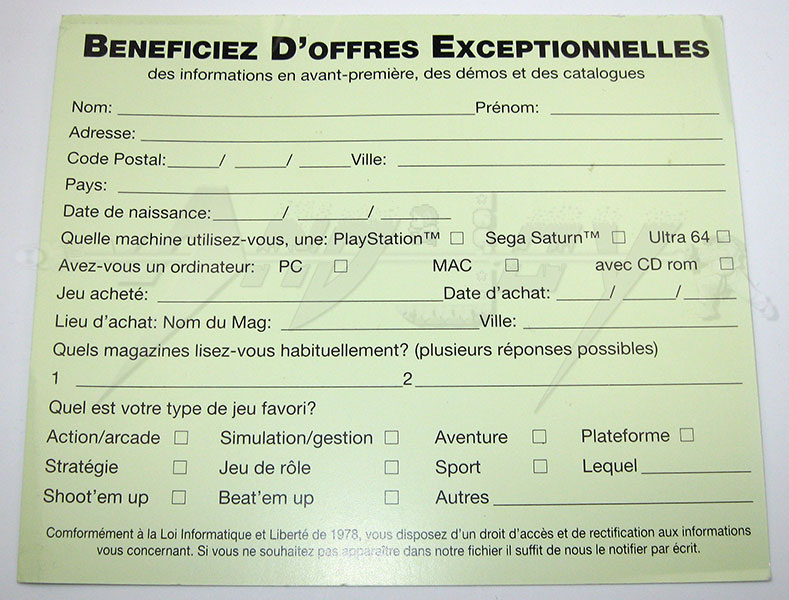 BENEFICIEZ D'OFFRES EXCEPTIONNELLES
des informations en avant-première, des démos et des catalogues
Nom: Prénom:
Adresse:
Code Postal: / / Ville:
Pays:
Date de naissance: / /
Quelle machine utilisez-vous, une: PlayStation™ Sega Saturn™ Ultra 64
Avez-vous un ordinateur: PC MAC avec CD rom
Jeu acheté: Date d'achat: / /
Lieu d'achat: Nom du Mag: Ville:
Quels magazines lisez-vous habituellement? (plusieurs réponses possibles)
1 2
Quel est votre type de jeu favori?
Action/arcade Simulation/gestion Aventure Plateforme
Stratégie Jeu de rôle Sport Lequel
Shoot'em up Beat'em up Autres
Conformément à la Loi Informatique et Liberté de 1978, vous disposez d'un droit d'accès et de rectification aux informations
vous concernant. Si vous ne souhaitez pas apparaître dans notre fichier il suffit de nous le notifier par écrit.